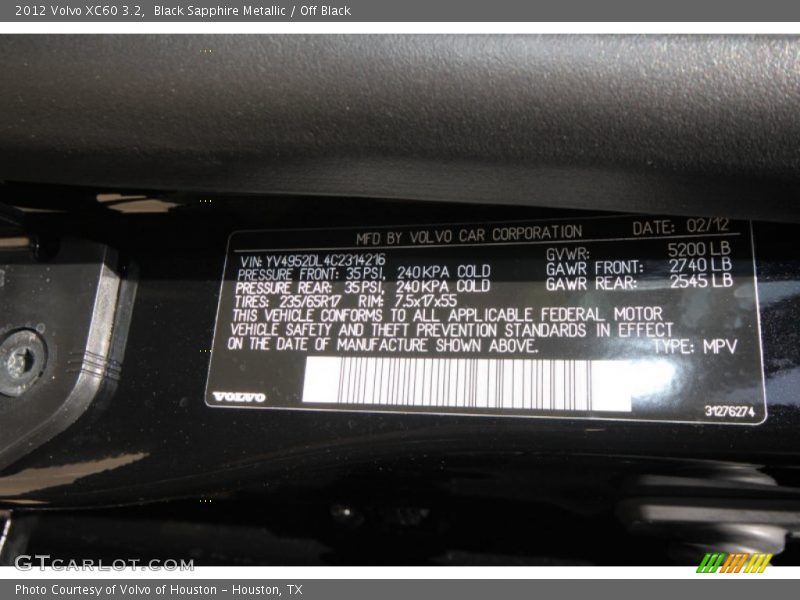 2012 Volvo XC60 3.2, Black Sapphire Metallic / Off Black
MFD BY VOLVO CAR CORPORATION DATE: 02/12
VIN: YV4952DL4C2314216 GVWR: 5200 LB
PRESSURE FRONT: 35 PSI, 240 KPA COLD GAWR FRONT: 2740 LB
PRESSURE REAR: 35 PSI, 240 KPA COLD GAWR REAR: 2545 LB
TIRES: 235/65R17 RIM: 7.5x17x55
THIS VEHICLE CONFORMS TO ALL APPLICABLE FEDERAL MOTOR
VEHICLE SAFETY AND THEFT PREVENTION STANDARDS IN EFFECT
ON THE DATE OF MANUFACTURE SHOWN ABOVE. TYPE: MPV
VOLVO 31276274
GTCARLOT.COM
Photo Courtesy of Volvo of Houston - Houston, TX